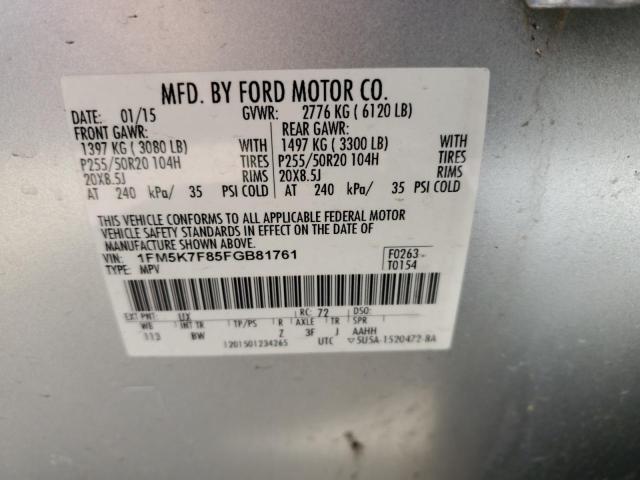 MFD. BY FORD MOTOR CO.
DATE: 01/15 GVWR: 2776 KG ( 6120 LB)
FRONT GAWR: REAR GAWR:
1397 KG ( 3080 LB) WITH 1497 KG ( 3300 LB) WITH
P255/50R20 104H TIRES P255/50R20 104H TIRES
20X8.5J RIMS 20X8.5J RIMS
AT 240 kPa/ 35 PSI COLD AT 240 kPa/ 35 PSI COLD
THIS VEHICLE CONFORMS TO ALL APPLICABLE FEDERAL MOTOR
VEHICLE SAFETY STANDARDS IN EFFECT ON THE DATE OF
MANUFACTURE SHOWN ABOVE.
VIN: 1FM5K7F85FGB81761 F0263
TYPE: MPV T0154
EXT PNT: UX RC: 72 DSO:
WB INT TR TP/PS R AXLE TR SPR
113 BW Z 3F J AAHH
1201501234265 UTC ▽5U5A-1520472-BA